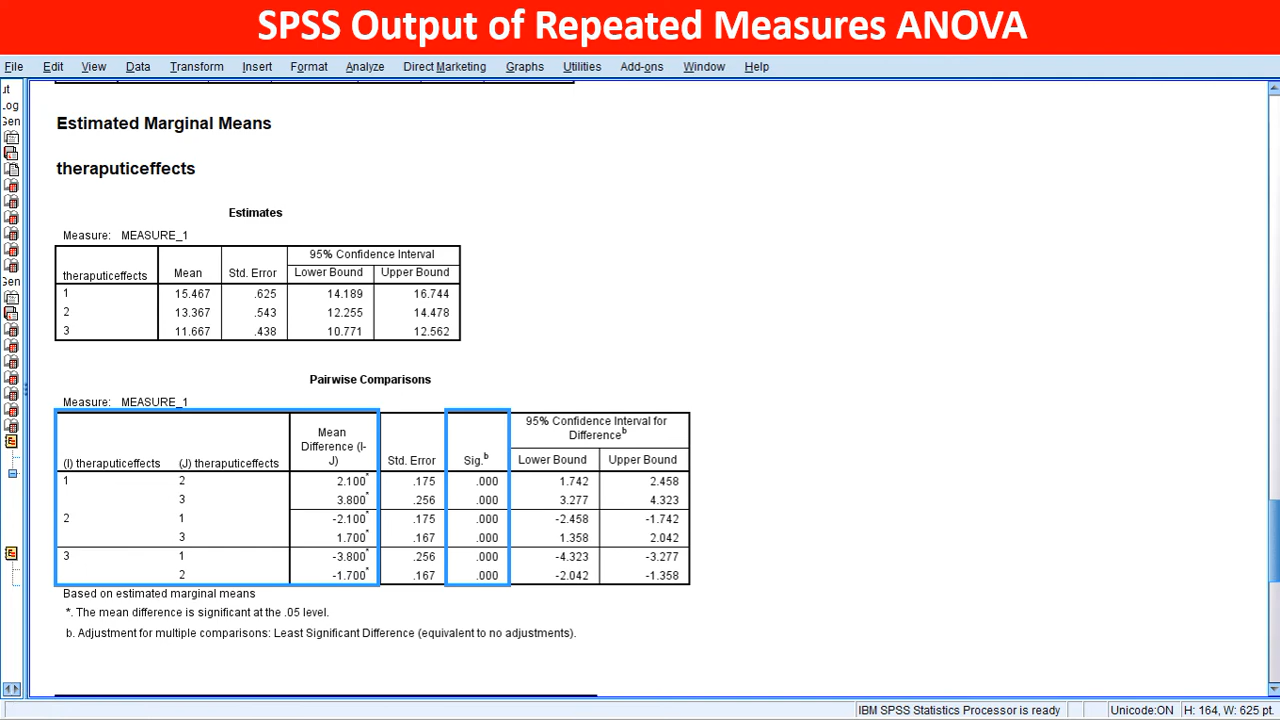 SPSS Output of Repeated Measures ANOVA
File Edit View Data Transform Insert Format Analyze Direct Marketing Graphs Utilities Add-ons Window Help
ut
Log
Gen
Gen
Estimated Marginal Means
theraputiceffects
Estimates
Measure: MEASURE_1
theraputiceffects Mean Std. Error 95% Confidence Interval
Lower Bound Upper Bound
1 15.467 .625 14.189 16.744
2 13.367 .543 12.255 14.478
3 11.667 .438 10.771 12.562
Pairwise Comparisons
Measure: MEASURE_1
(I) theraputiceffects (J) theraputiceffects Mean Difference (I-J) Std. Error Sig.b 95% Confidence Interval for Differenceb
Lower Bound Upper Bound
1 2 2.100* .175 .000 1.742 2.458
3 3.800* .256 .000 3.277 4.323
2 1 -2.100* .175 .000 -2.458 -1.742
3 1.700* .167 .000 1.358 2.042
3 1 -3.800* .256 .000 -4.323 -3.277
2 -1.700* .167 .000 -2.042 -1.358
Based on estimated marginal means
*. The mean difference is significant at the .05 level.
b. Adjustment for multiple comparisons: Least Significant Difference (equivalent to no adjustments).
IBM SPSS Statistics Processor is ready Unicode:ON H: 164, W: 625 pt.